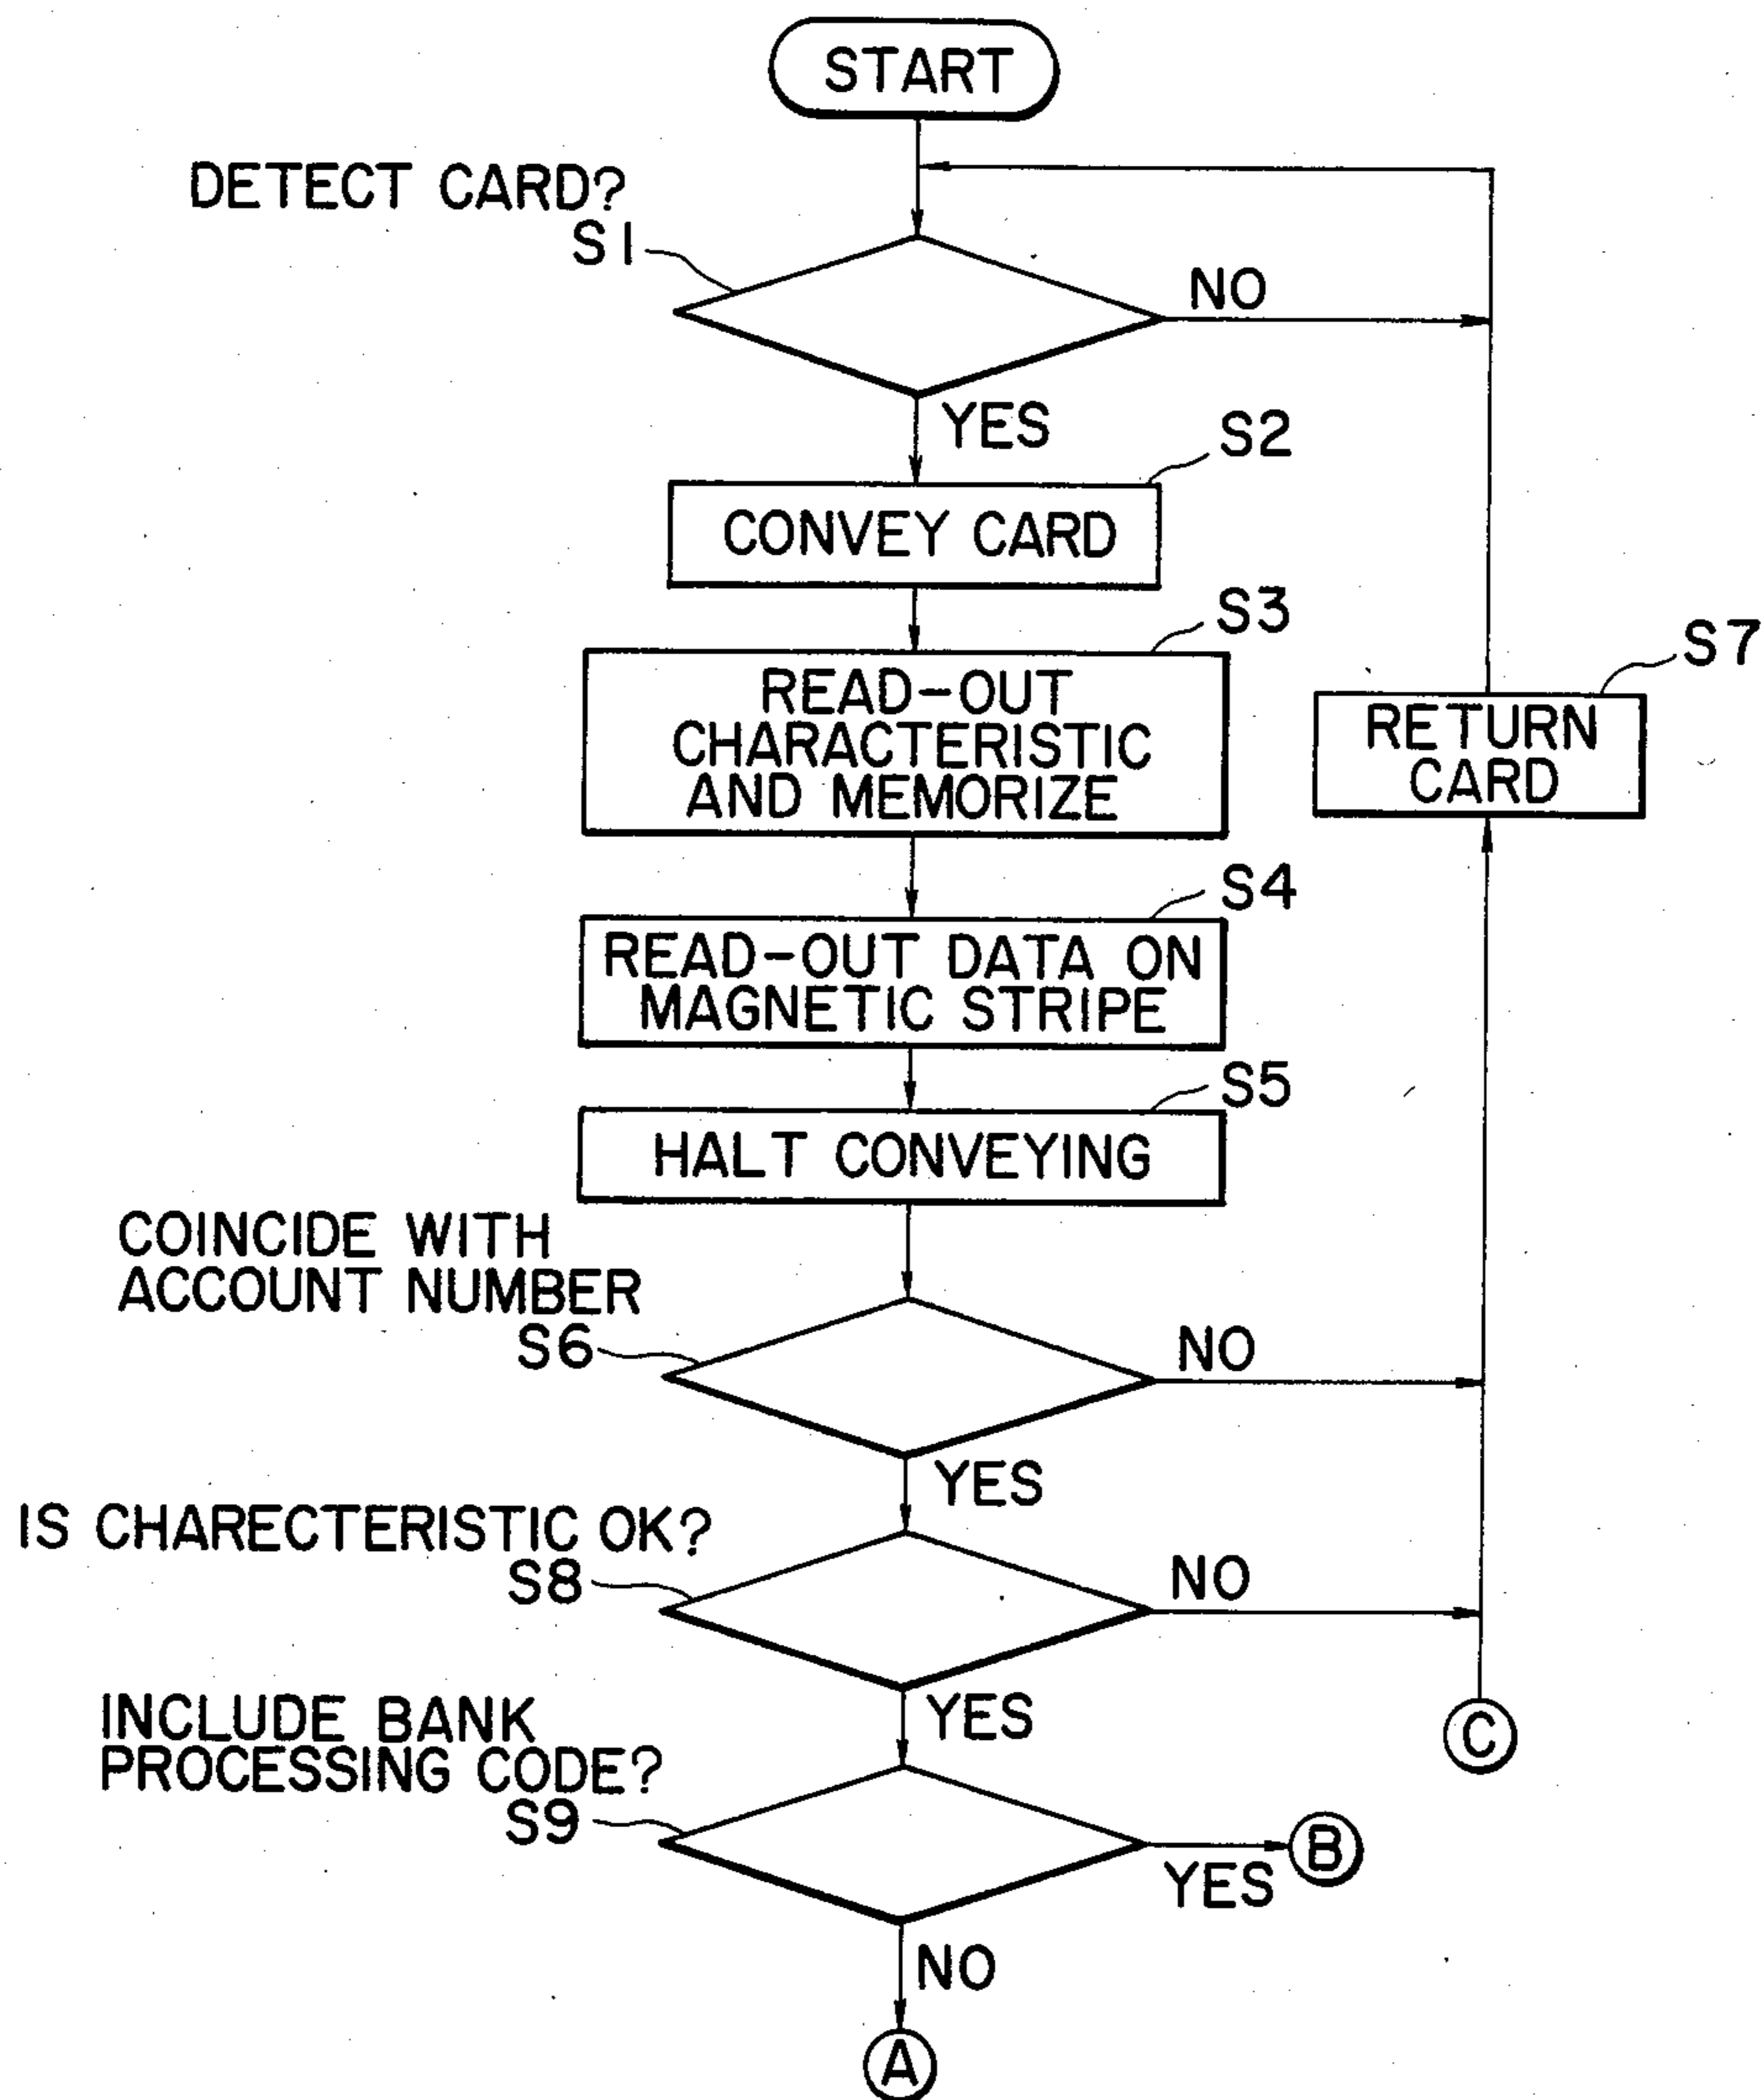 START
DETECT CARD?
S1
NO
YES
S2
CONVEY CARD
S3
READ-OUT
CHARACTERISTIC
AND MEMORIZE
S7
RETURN
CARD
S4
READ-OUT DATA ON
MAGNETIC STRIPE
S5
HALT CONVEYING
COINCIDE WITH
ACCOUNT NUMBER
S6
NO
YES
IS CHARECTERISTIC OK?
S8
NO
YES
C
INCLUDE BANK
PROCESSING CODE?
S9
B
YES
NO
A